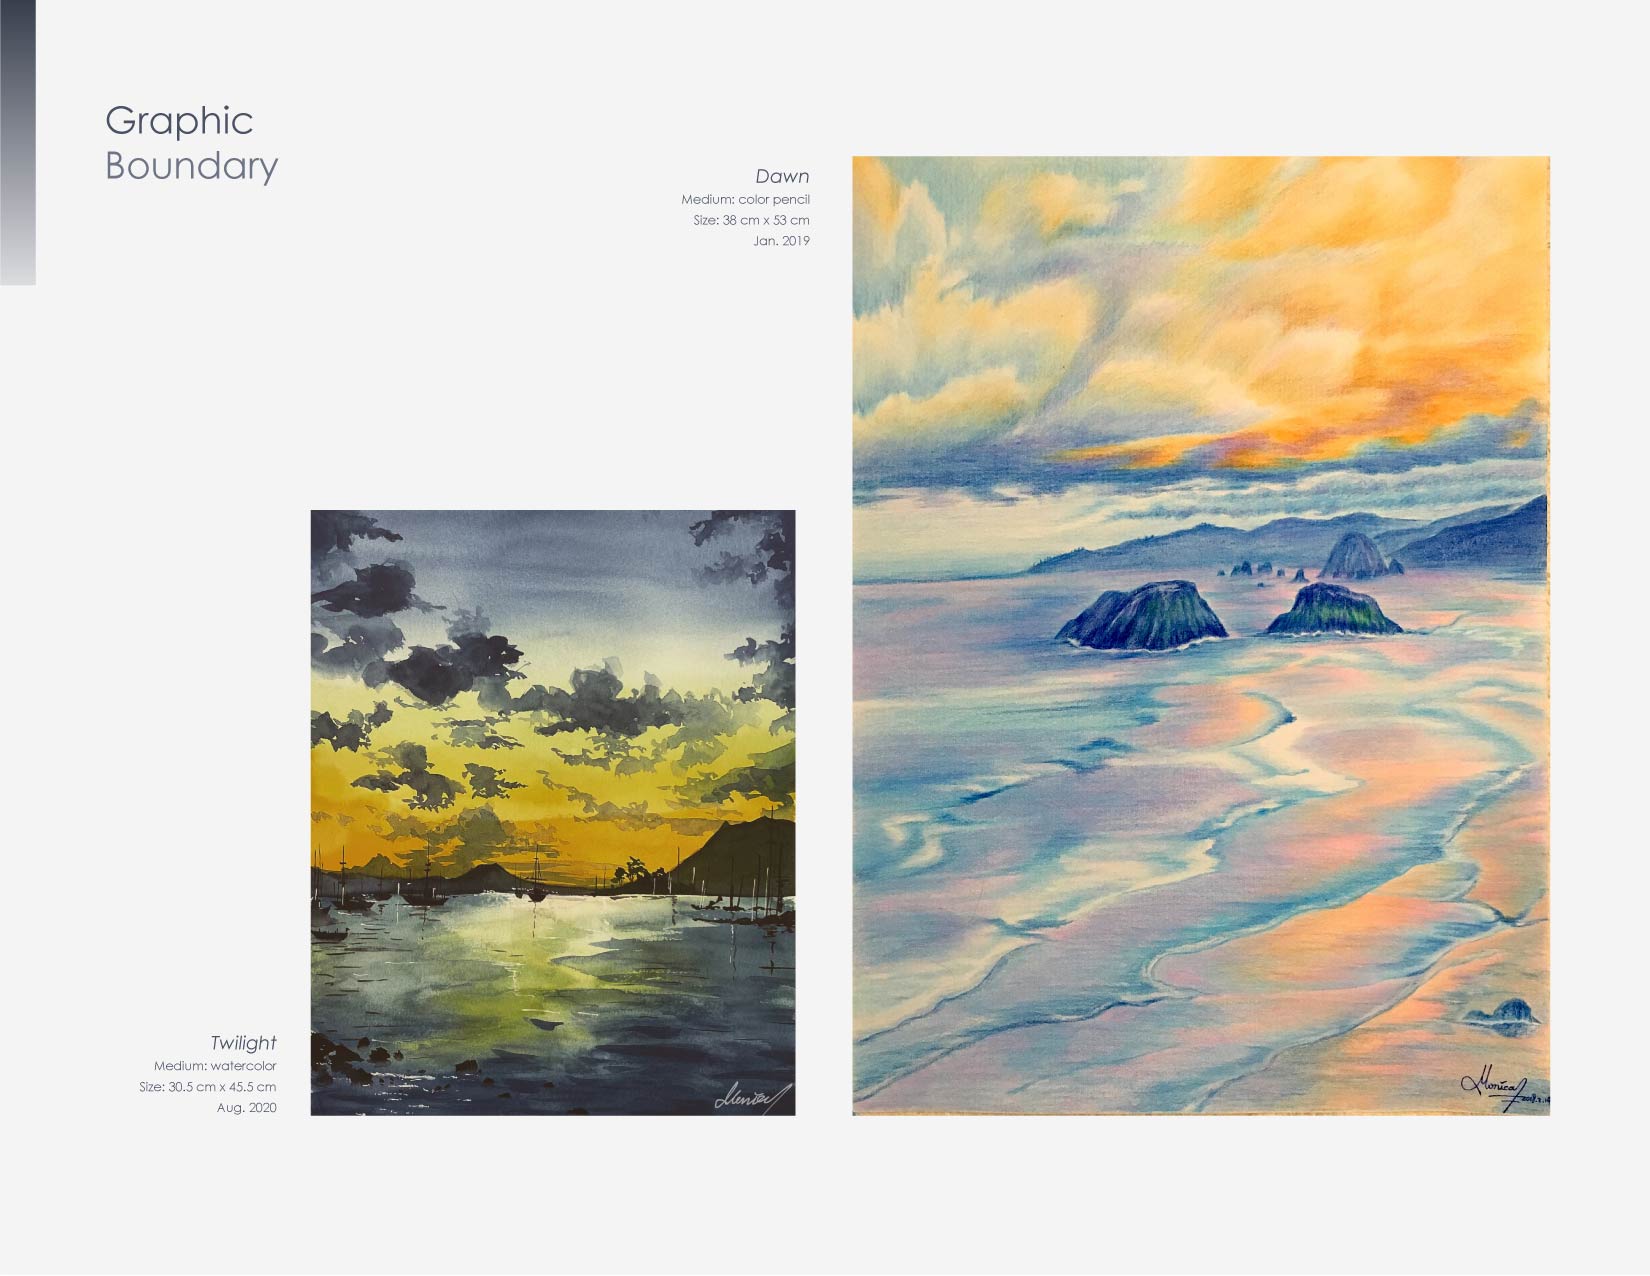 Graphic
Boundary
Dawn
Medium: color pencil
Size: 38 cm x 53 cm
Jan. 2019
Twilight
Medium: watercolor
Size: 30.5 cm x 45.5 cm
Aug. 2020
Monica